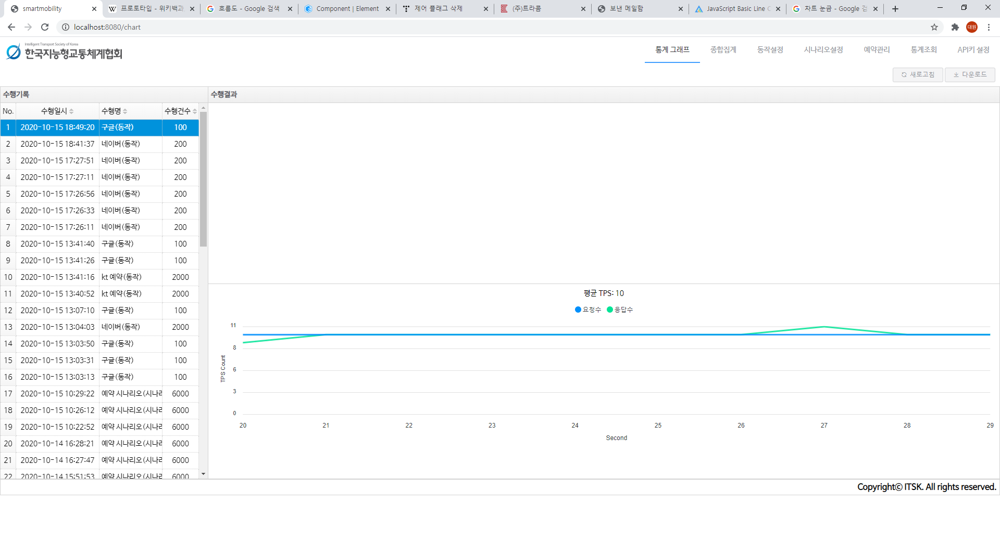 smartmobility
프로토타입 - 위키백과
흐름도 - Google 검색
Component | Element
제어 플래그 삭제
(주)트라콤
보낸 메일함
JavaScript Basic Line C
차트 눈금 - Google 검
localhost:8080/chart
대원
Intelligent Transport Society of Korea
한국지능형교통체계협회
통계 그래프
종합집계
동작설정
시나리오설정
예약관리
통계조회
API키 설정
새로고침
다운로드
수행기록
수행결과
No. 수행일시 수행명 수행건수
1 2020-10-15 18:49:20 구글(동작) 100
2 2020-10-15 18:41:37 네이버(동작) 200
3 2020-10-15 17:27:51 네이버(동작) 200
4 2020-10-15 17:27:11 네이버(동작) 200
5 2020-10-15 17:26:56 네이버(동작) 200
6 2020-10-15 17:26:33 네이버(동작) 200
7 2020-10-15 17:26:11 네이버(동작) 200
8 2020-10-15 13:41:40 구글(동작) 100
9 2020-10-15 13:41:26 구글(동작) 100
10 2020-10-15 13:41:16 kt 예약(동작) 2000
11 2020-10-15 13:40:52 kt 예약(동작) 2000
12 2020-10-15 13:07:10 구글(동작) 100
13 2020-10-15 13:04:03 네이버(동작) 2000
14 2020-10-15 13:03:50 구글(동작) 100
15 2020-10-15 13:03:31 구글(동작) 100
16 2020-10-15 13:03:13 구글(동작) 100
17 2020-10-15 10:29:22 예약 시나리오(시나리 6000
18 2020-10-15 10:26:12 예약 시나리오(시나리 6000
19 2020-10-15 10:22:52 예약 시나리오(시나리 6000
20 2020-10-14 16:28:21 예약 시나리오(시나리 6000
21 2020-10-14 16:27:47 예약 시나리오(시나리 6000
22 2020-10-14 15:51:53 예약 시나리오(시나리 6000
평균 TPS: 10
요청수 응답수
TPS Count
11
8
6
3
0
20 21 22 23 24 25 26 27 28 29
Second
Copyrightⓒ ITSK. All rights reserved.